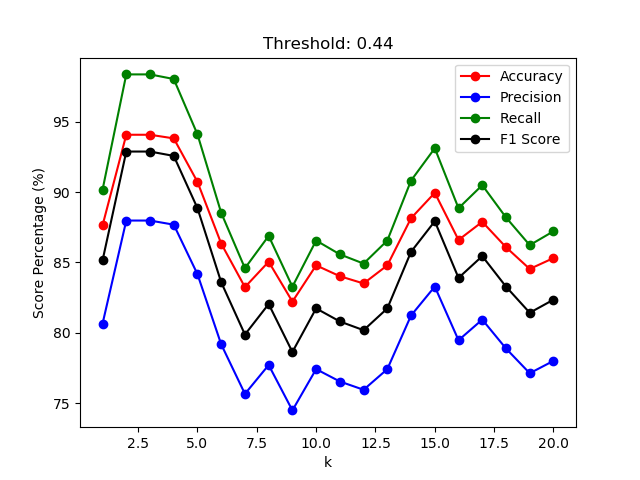 Threshold: 0.44
Accuracy
Precision
Recall
F1 Score
Score Percentage (%)
95
90
85
80
75
2.5 5.0 7.5 10.0 12.5 15.0 17.5 20.0
k